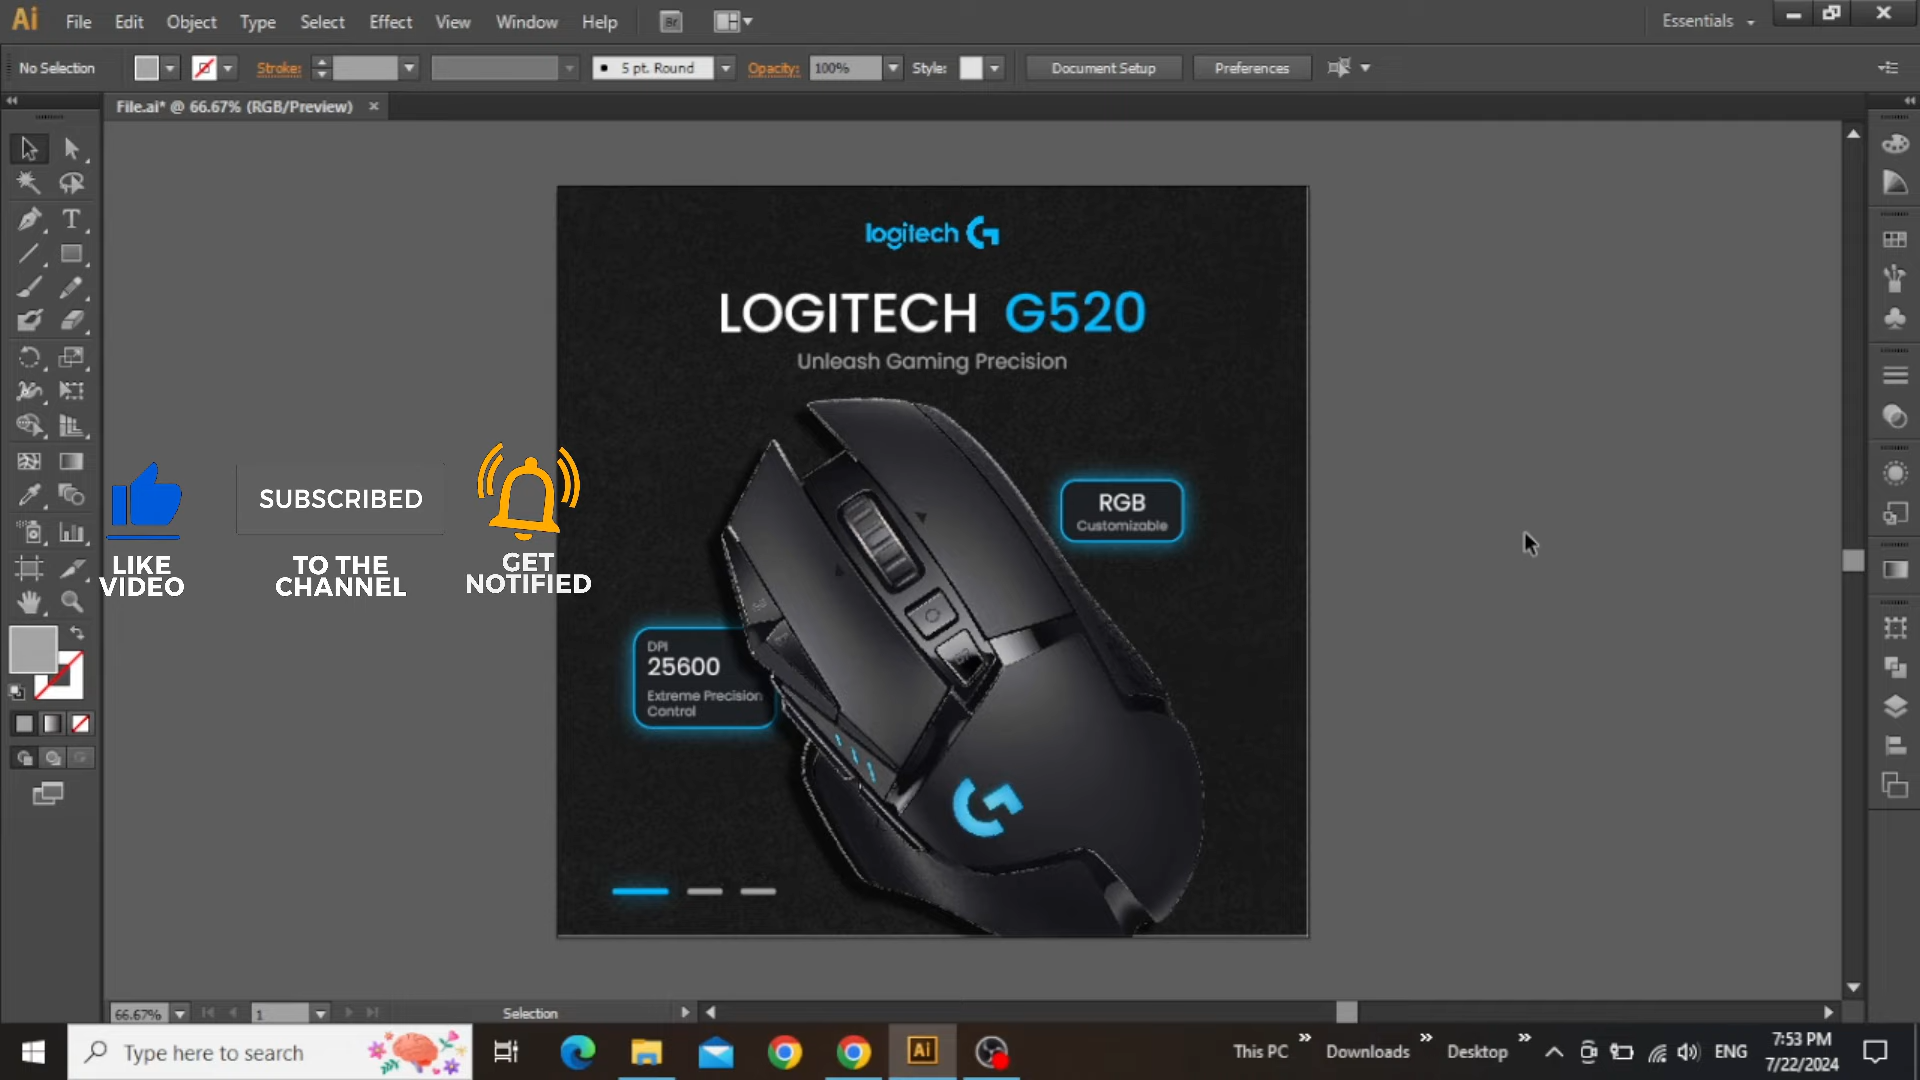 Ai File Edit Object Type Select Effect View Window Help Br Essentials
No Selection Stroke: 5 pt. Round Opacity: 100% Style: Document Setup Preferences
File.ai* @ 66.67% (RGB/Preview)
logitech G
LOGITECH G520
Unleash Gaming Precision
RGB
Customizable
SUBSCRIBED
LIKE
VIDEO
TO THE
CHANNEL
GET
NOTIFIED
DPI
25600
Extreme Precision
Control
66.67% 1 Selection
Type here to search
Ai
This PC Downloads Desktop ENG
7:53 PM
7/22/2024